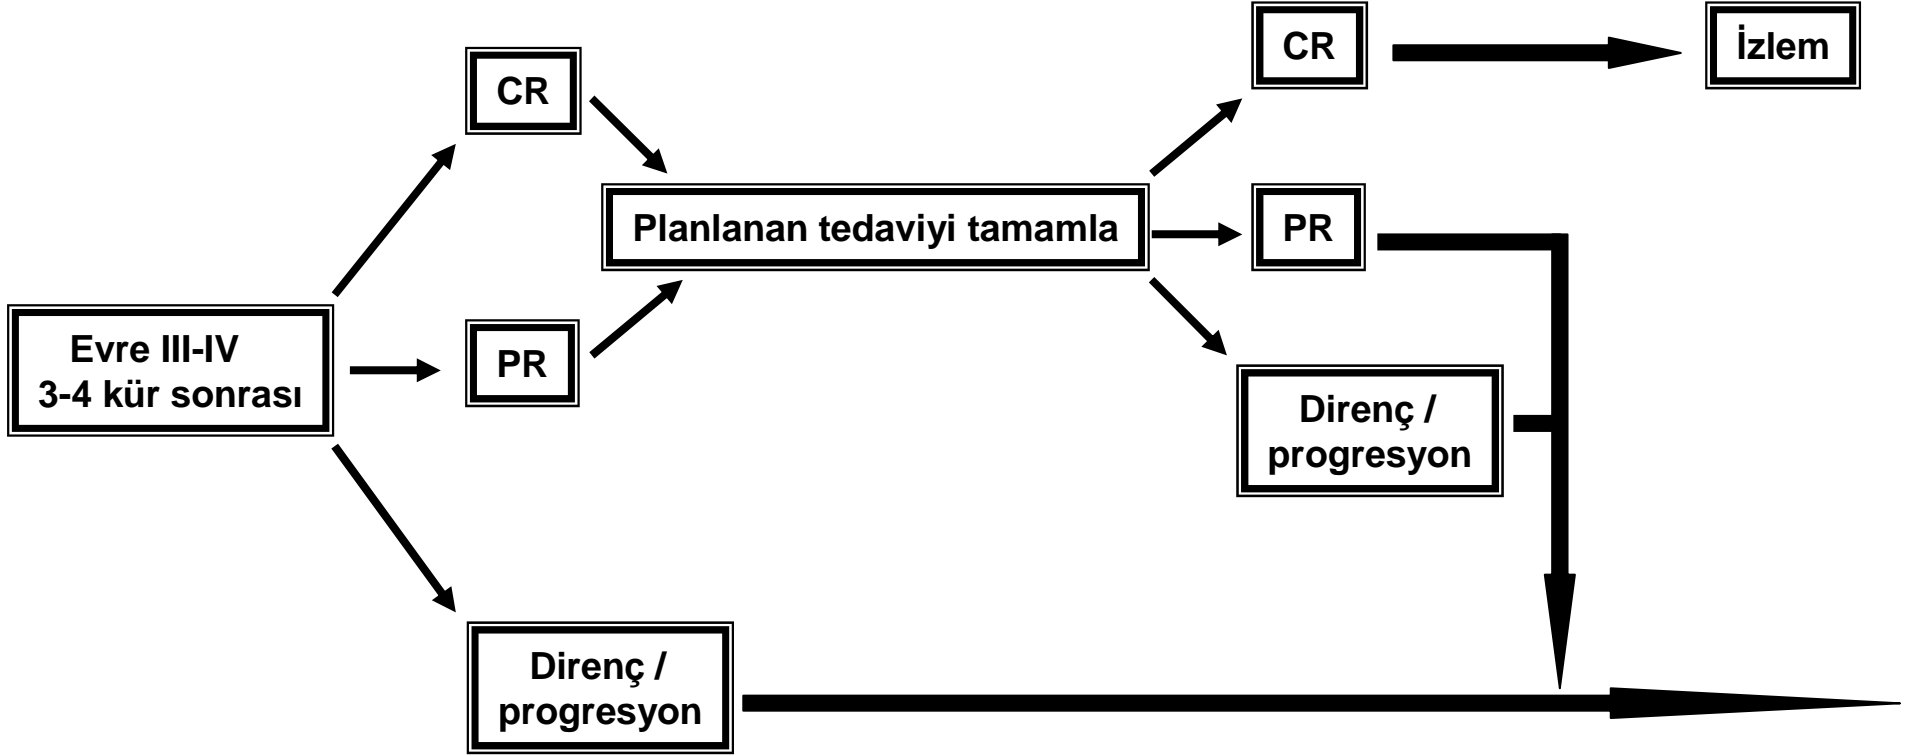 CR
İzlem
CR
Planlanan tedaviyi tamamla
PR
Evre III-IV
3-4 kür sonrası
PR
Direnç /
progresyon
Direnç /
progresyon